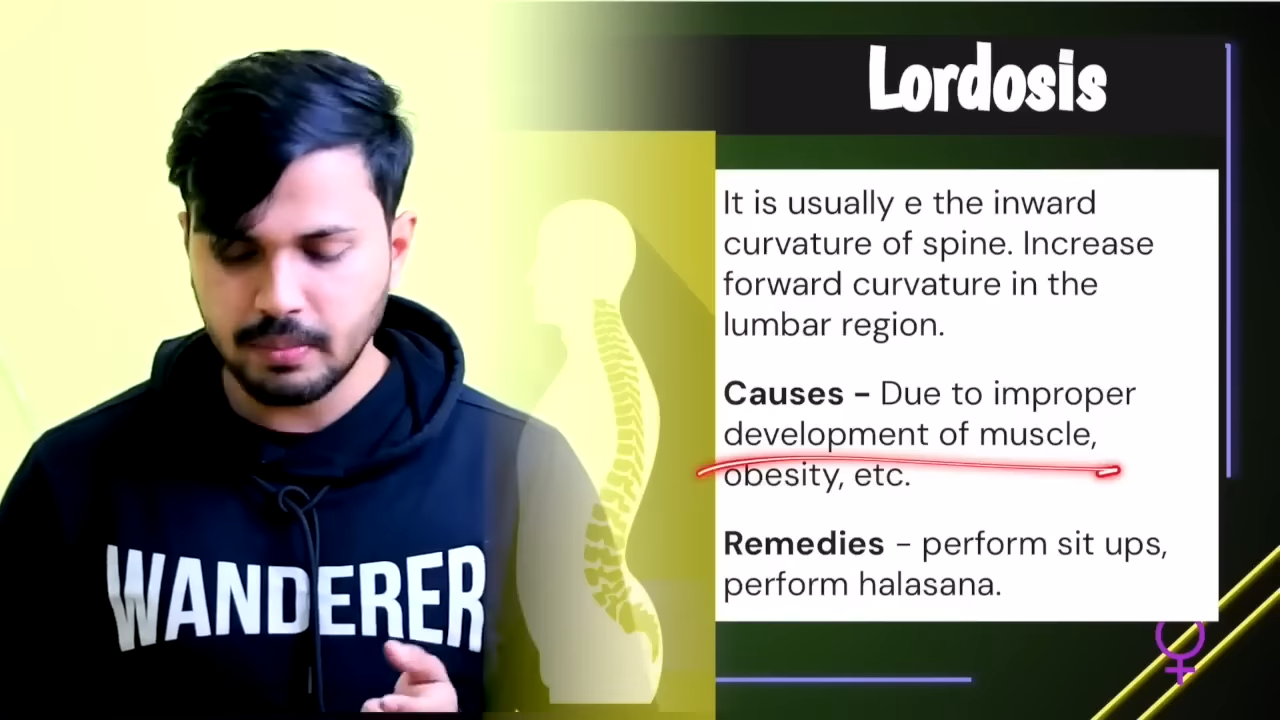 Lordosis
It is usually e the inward
curvature of spine. Increase
forward curvature in the
lumbar region.
Causes – Due to improper
development of muscle,
obesity, etc.
Remedies – perform sit ups,
perform halasana.
WANDERER